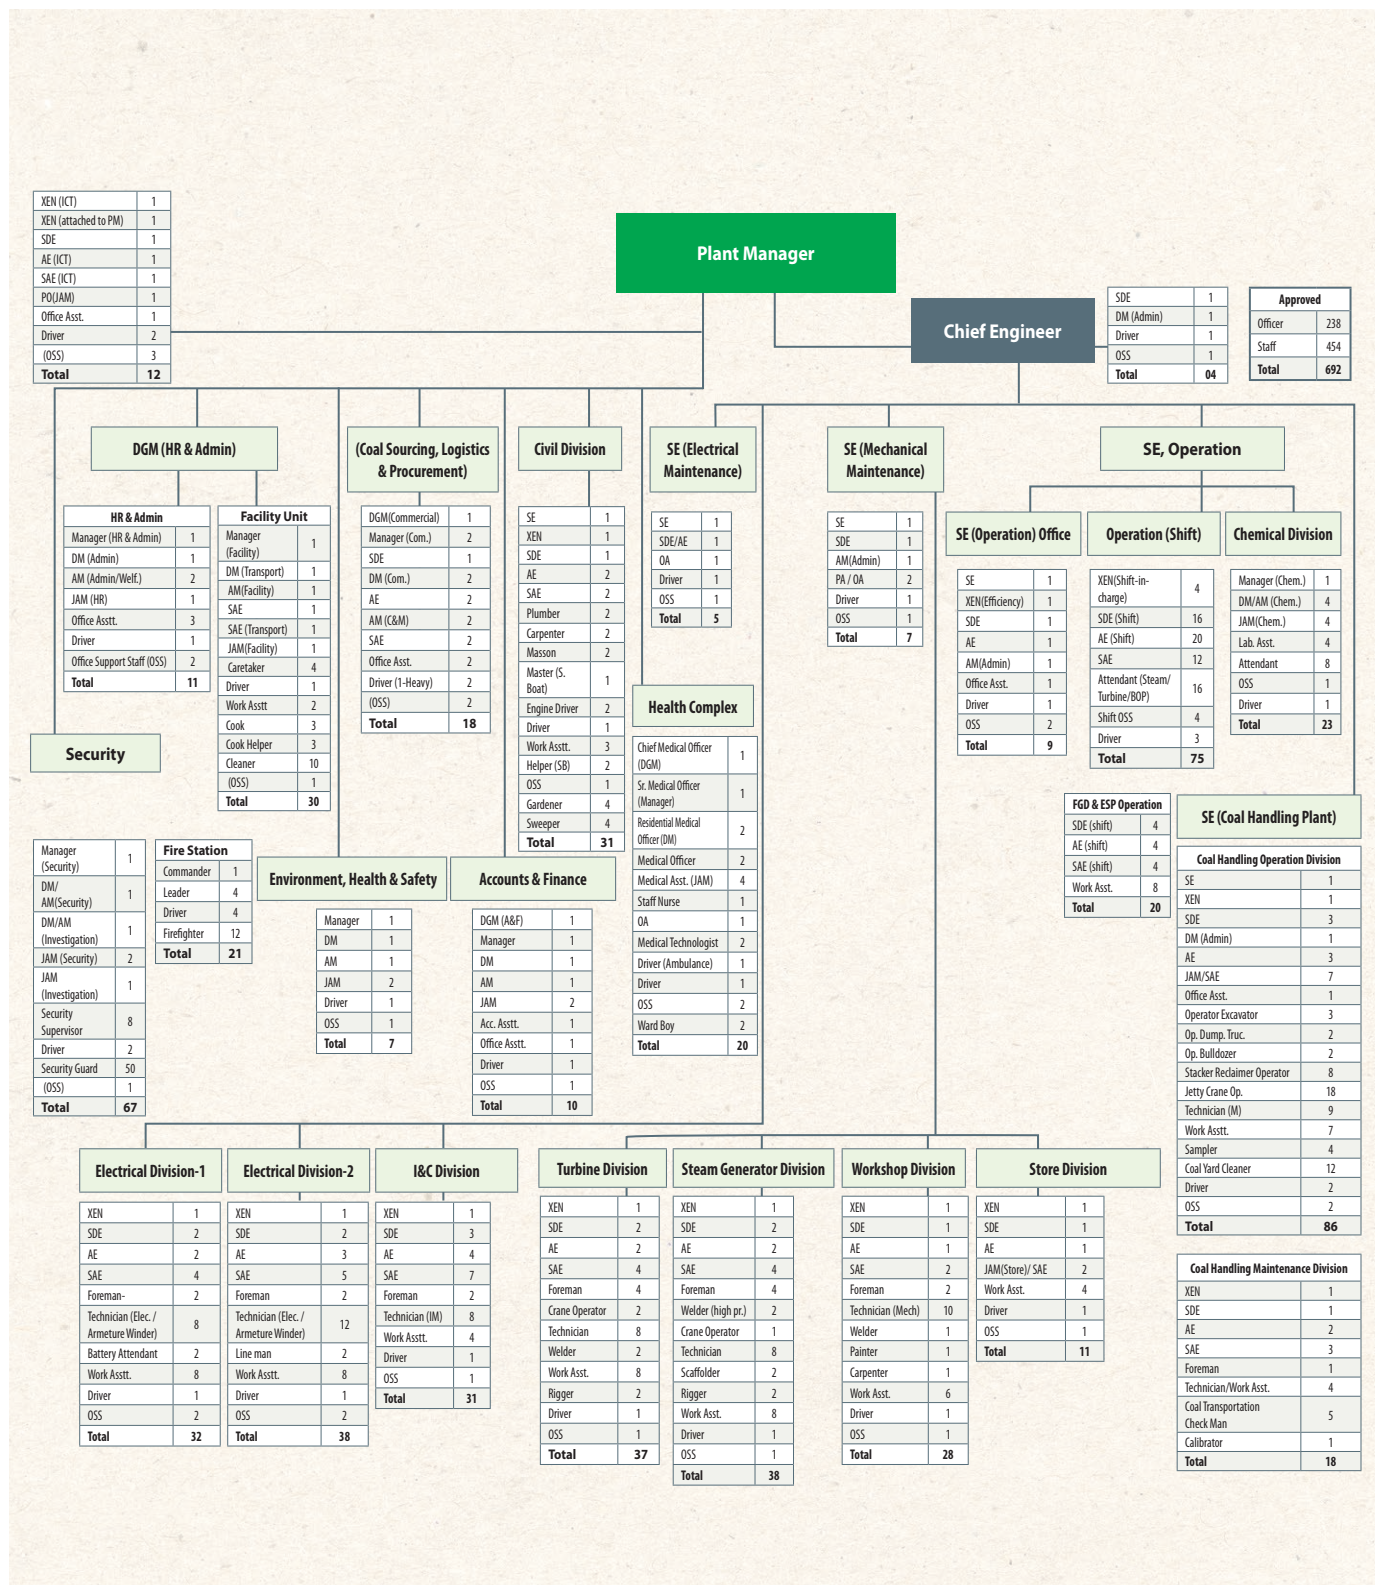 XEN (ICT) 1
XEN (attached to PM) 1
SDE 1
AE (ICT) 1
SAE (ICT) 1
PO(JAM) 1
Office Asst. 1
Driver 2
(OSS) 3
Total 12
Plant Manager
Chief Engineer
SDE 1
DM (Admin) 1
Driver 1
OSS 1
Total 04
Approved
Officer 238
Staff 454
Total 692
DGM (HR & Admin)
HR & Admin
Manager (HR & Admin) 1
DM (Admin) 1
AM (Admin/Welf.) 2
JAM (HR) 1
Office Asstt. 3
Driver 1
Office Support Staff (OSS) 2
Total 11
Facility Unit
Manager
(Facility) 1
DM (Transport) 1
AM(Facility) 1
SAE 1
SAE (Transport) 1
JAM(Facility) 1
Caretaker 4
Driver 1
Work Asstt 2
Cook 3
Cook Helper 3
Cleaner 10
(OSS) 1
Total 30
(Coal Sourcing, Logistics
& Procurement)
DGM(Commercial) 1
Manager (Com.) 2
SDE 1
DM (Com.) 2
AE 2
AM (C&M) 2
SAE 2
Office Asst. 2
Driver (1-Heavy) 2
(OSS) 2
Total 18
Civil Division
SE 1
XEN 1
SDE 1
AE 2
SAE 2
Plumber 2
Carpenter 2
Masson 2
Master (S.
Boat) 1
Engine Driver 2
Driver 1
Work Asstt. 3
Helper (SB) 2
OSS 1
Gardener 4
Sweeper 4
Total 31
SE (Electrical
Maintenance)
SE 1
SDE/AE 1
OA 1
Driver 1
OSS 1
Total 5
SE (Mechanical
Maintenance)
SE 1
SDE 1
AM(Admin) 1
PA / OA 2
Driver 1
OSS 1
Total 7
SE, Operation
SE (Operation) Office
SE 1
XEN(Efficiency) 1
SDE 1
AE 1
AM(Admin) 1
Office Asst. 1
Driver 1
OSS 2
Total 9
Operation (Shift)
XEN(Shift-in-
charge) 4
SDE (Shift) 16
AE (Shift) 20
SAE 12
Attendant (Steam/
Turbine/BOP) 16
Shift OSS 4
Driver 3
Total 75
Chemical Division
Manager (Chem.) 1
DM/AM (Chem.) 4
JAM(Chem.) 4
Lab. Asst. 4
Attendant 8
OSS 1
Driver 1
Total 23
Security
Manager
(Security) 1
DM/
AM(Security) 1
DM/AM
(Investigation) 1
JAM (Security) 2
JAM
(Investigation) 1
Security
Supervisor 8
Driver 2
Security Guard 50
(OSS) 1
Total 67
Fire Station
Commander 1
Leader 4
Driver 4
Firefighter 12
Total 21
Environment, Health & Safety
Manager 1
DM 1
AM 1
JAM 2
Driver 1
OSS 1
Total 7
Accounts & Finance
DGM (A&F) 1
Manager 1
DM 1
AM 1
JAM 2
Acc. Asstt. 1
Office Asstt. 1
Driver 1
OSS 1
Total 10
Health Complex
Chief Medical Officer
(DGM) 1
Sr. Medical Officer
(Manager) 1
Residential Medical
Officer (DM) 2
Medical Officer 2
Medical Asst. (JAM) 4
Staff Nurse 1
OA 1
Medical Technologist 2
Driver (Ambulance) 1
Driver 1
OSS 2
Ward Boy 2
Total 20
FGD & ESP Operation
SDE (shift) 4
AE (shift) 4
SAE (shift) 4
Work Asst. 8
Total 20
SE (Coal Handling Plant)
Coal Handling Operation Division
SE 1
XEN 1
SDE 3
DM (Admin) 1
AE 3
JAM/SAE 7
Office Asst. 1
Operator Excavator 3
Op. Dump. Truc. 2
Op. Bulldozer 2
Stacker Reclaimer Operator 8
Jetty Crane Op. 18
Technician (M) 9
Work Asstt. 7
Sampler 4
Coal Yard Cleaner 12
Driver 2
OSS 2
Total 86
Coal Handling Maintenance Division
XEN 1
SDE 1
AE 2
SAE 3
Foreman 1
Technician/Work Asst. 4
Coal Transportation
Check Man 5
Calibrator 1
Total 18
Electrical Division-1
XEN 1
SDE 2
AE 2
SAE 4
Foreman- 2
Technician (Elec. /
Armeture Winder) 8
Battery Attendant 2
Work Asstt. 8
Driver 1
OSS 2
Total 32
Electrical Division-2
XEN 1
SDE 2
AE 3
SAE 5
Foreman 2
Technician (Elec. /
Armeture Winder) 12
Line man 2
Work Asstt. 8
Driver 1
OSS 2
Total 38
I&C Division
XEN 1
SDE 3
AE 4
SAE 7
Foreman 2
Technician (IM) 8
Work Asstt. 4
Driver 1
OSS 1
Total 31
Turbine Division
XEN 1
SDE 2
AE 2
SAE 4
Foreman 4
Crane Operator 2
Technician 8
Welder 2
Work Asst. 8
Rigger 2
Driver 1
OSS 1
Total 37
Steam Generator Division
XEN 1
SDE 2
AE 2
SAE 4
Foreman 4
Welder (high pr.) 2
Crane Operator 1
Technician 8
Scaffolder 2
Rigger 2
Work Asst. 8
Driver 1
OSS 1
Total 38
Workshop Division
XEN 1
SDE 1
AE 1
SAE 2
Foreman 2
Technician (Mech) 10
Welder 1
Painter 1
Carpenter 1
Work Asst. 6
Driver 1
OSS 1
Total 28
Store Division
XEN 1
SDE 1
AE 1
JAM(Store)/ SAE 2
Work Asst. 4
Driver 1
OSS 1
Total 11